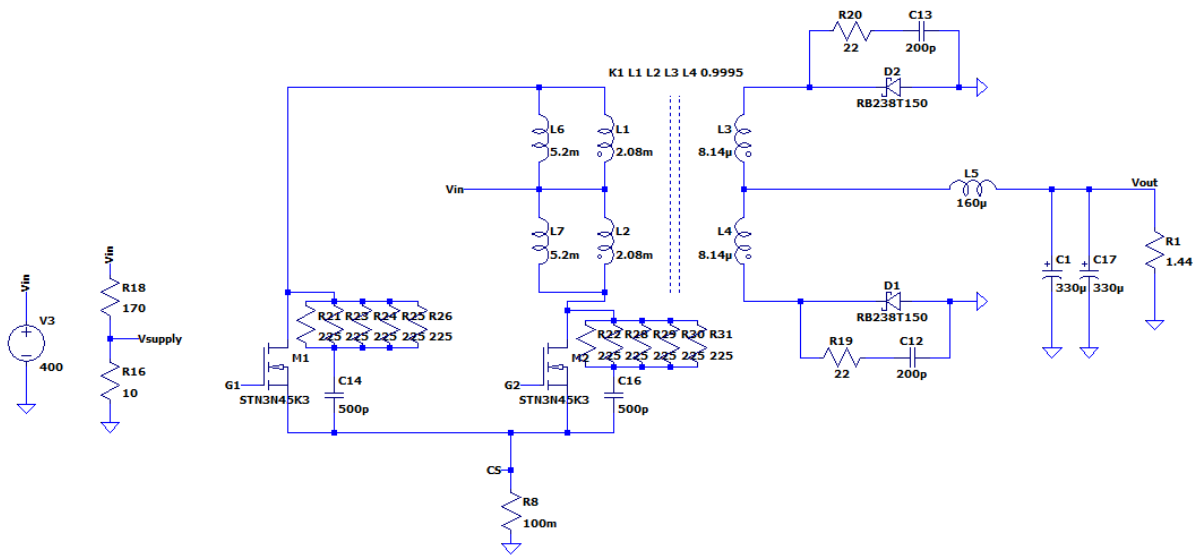 R20
C13
22
200p
D2
RB238T150
K1 L1 L2 L3 L4 0.9995
L6
5.2m
L1
2.08m
L3
8.14µ
Vin
L5
160µ
Vout
L7
5.2m
L2
2.08m
L4
8.14µ
C1
330µ
C17
330µ
R1
1.44
Vin
V3
400
Vin
R18
170
Vsupply
R16
10
R21 R23 R24 R25 R26
225 225 225 225 225
M1
G1
STN3N45K3
C14
500p
R22 R28 R29 R30 R31
225 225 225 225 225
M2
G2
STN3N45K3
C16
500p
D1
RB238T150
R19
22
C12
200p
CS
R8
100m